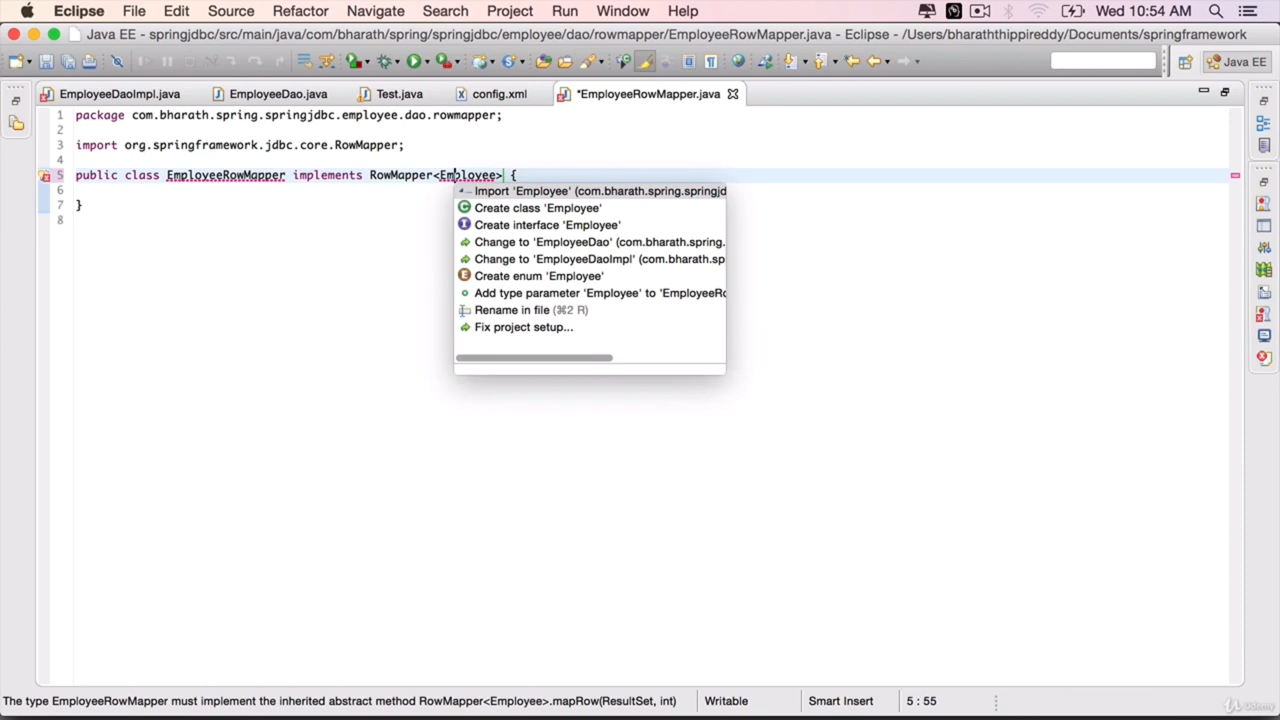 Eclipse File Edit Source Refactor Navigate Search Project Run Window Help Wed 10:54 AM
Java EE - springjdbc/src/main/java/com/bharath/spring/springjdbc/employee/dao/rowmapper/EmployeeRowMapper.java - Eclipse - /Users/bharaththippireddy/Documents/springframework
Java EE
EmployeeDaoImpl.java EmployeeDao.java Test.java config.xml *EmployeeRowMapper.java
1 package com.bharath.spring.springjdbc.employee.dao.rowmapper;
2
3 import org.springframework.jdbc.core.RowMapper;
4
5 public class EmployeeRowMapper implements RowMapper<Employee> {
6
7 }
8
Import 'Employee' (com.bharath.spring.springjd
Create class 'Employee'
Create interface 'Employee'
Change to 'EmployeeDao' (com.bharath.spring.
Change to 'EmployeeDaoImpl' (com.bharath.sp
Create enum 'Employee'
Add type parameter 'Employee' to 'EmployeeRo
Rename in file (⌘2 R)
Fix project setup...
The type EmployeeRowMapper must implement the inherited abstract method RowMapper<Employee>.mapRow(ResultSet, int) Writable Smart Insert 5 : 55
Udemy